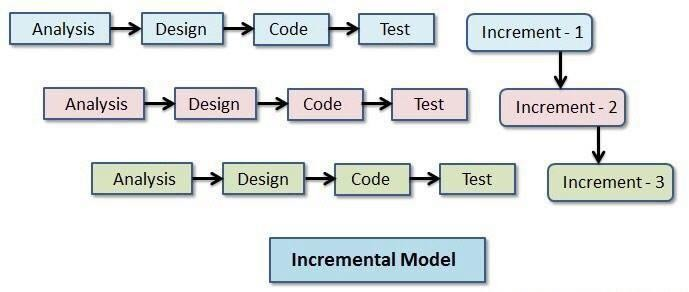 Analysis Design Code Test Increment - 1
Analysis Design Code Test Increment - 2
Analysis Design Code Test Increment - 3
Incremental Model